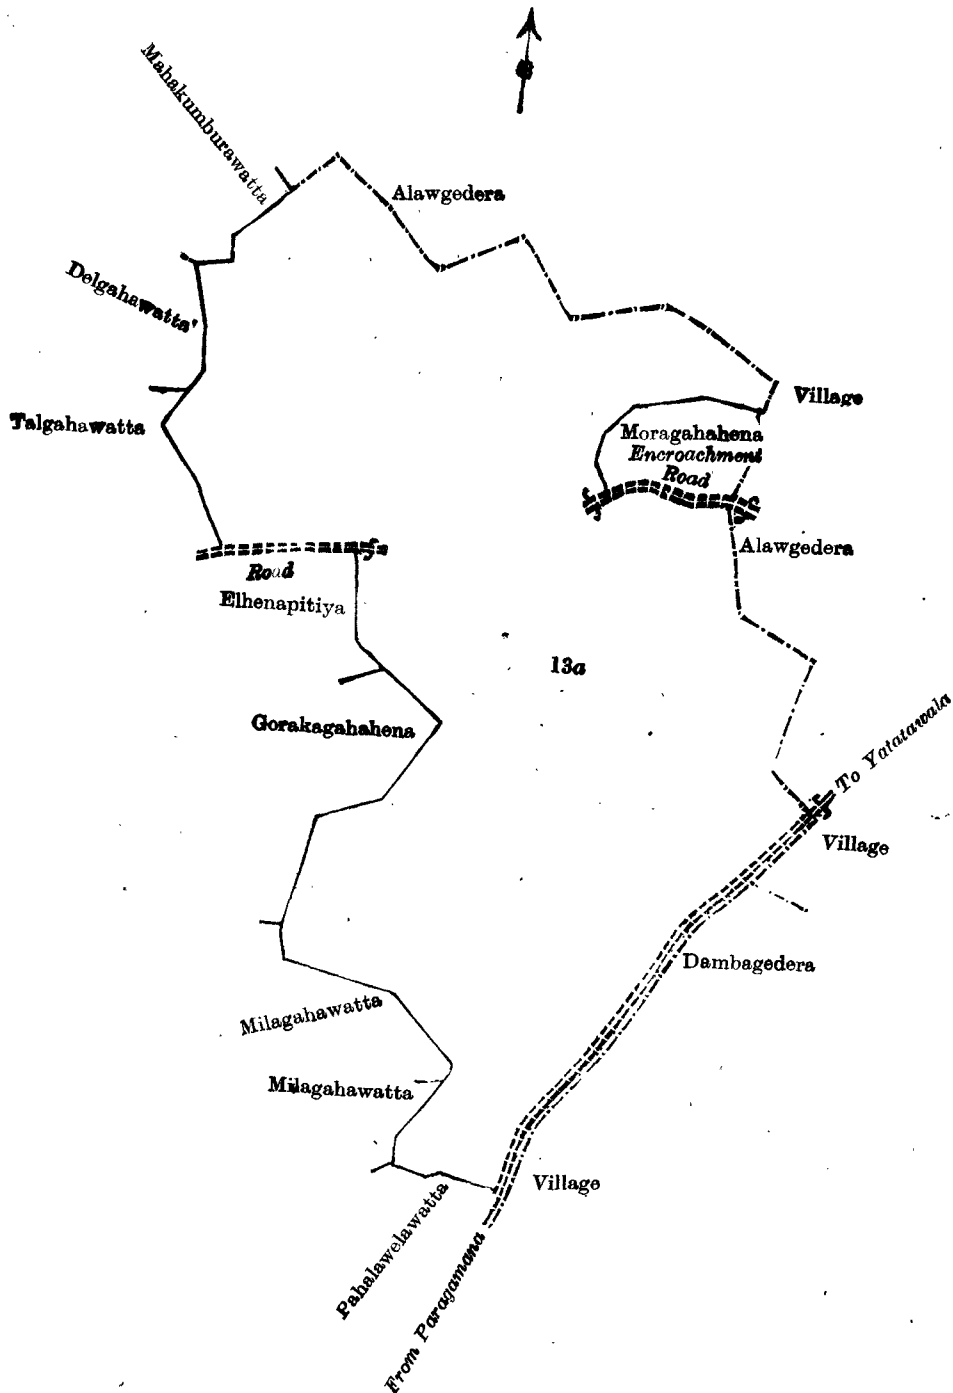 Mahakumburawatta
Alawgedera
Delgahawatta
Village
Talgahawatta
Moragahahena
Encroachment
Road
Alawgedera
Road
Elhenapitiya
13a
Gorakagahahena
To Yatatawala
Village
Dambagedera
Milagahawatta
Milagahawatta
Village
Pahalawelawatta
From Paragamana